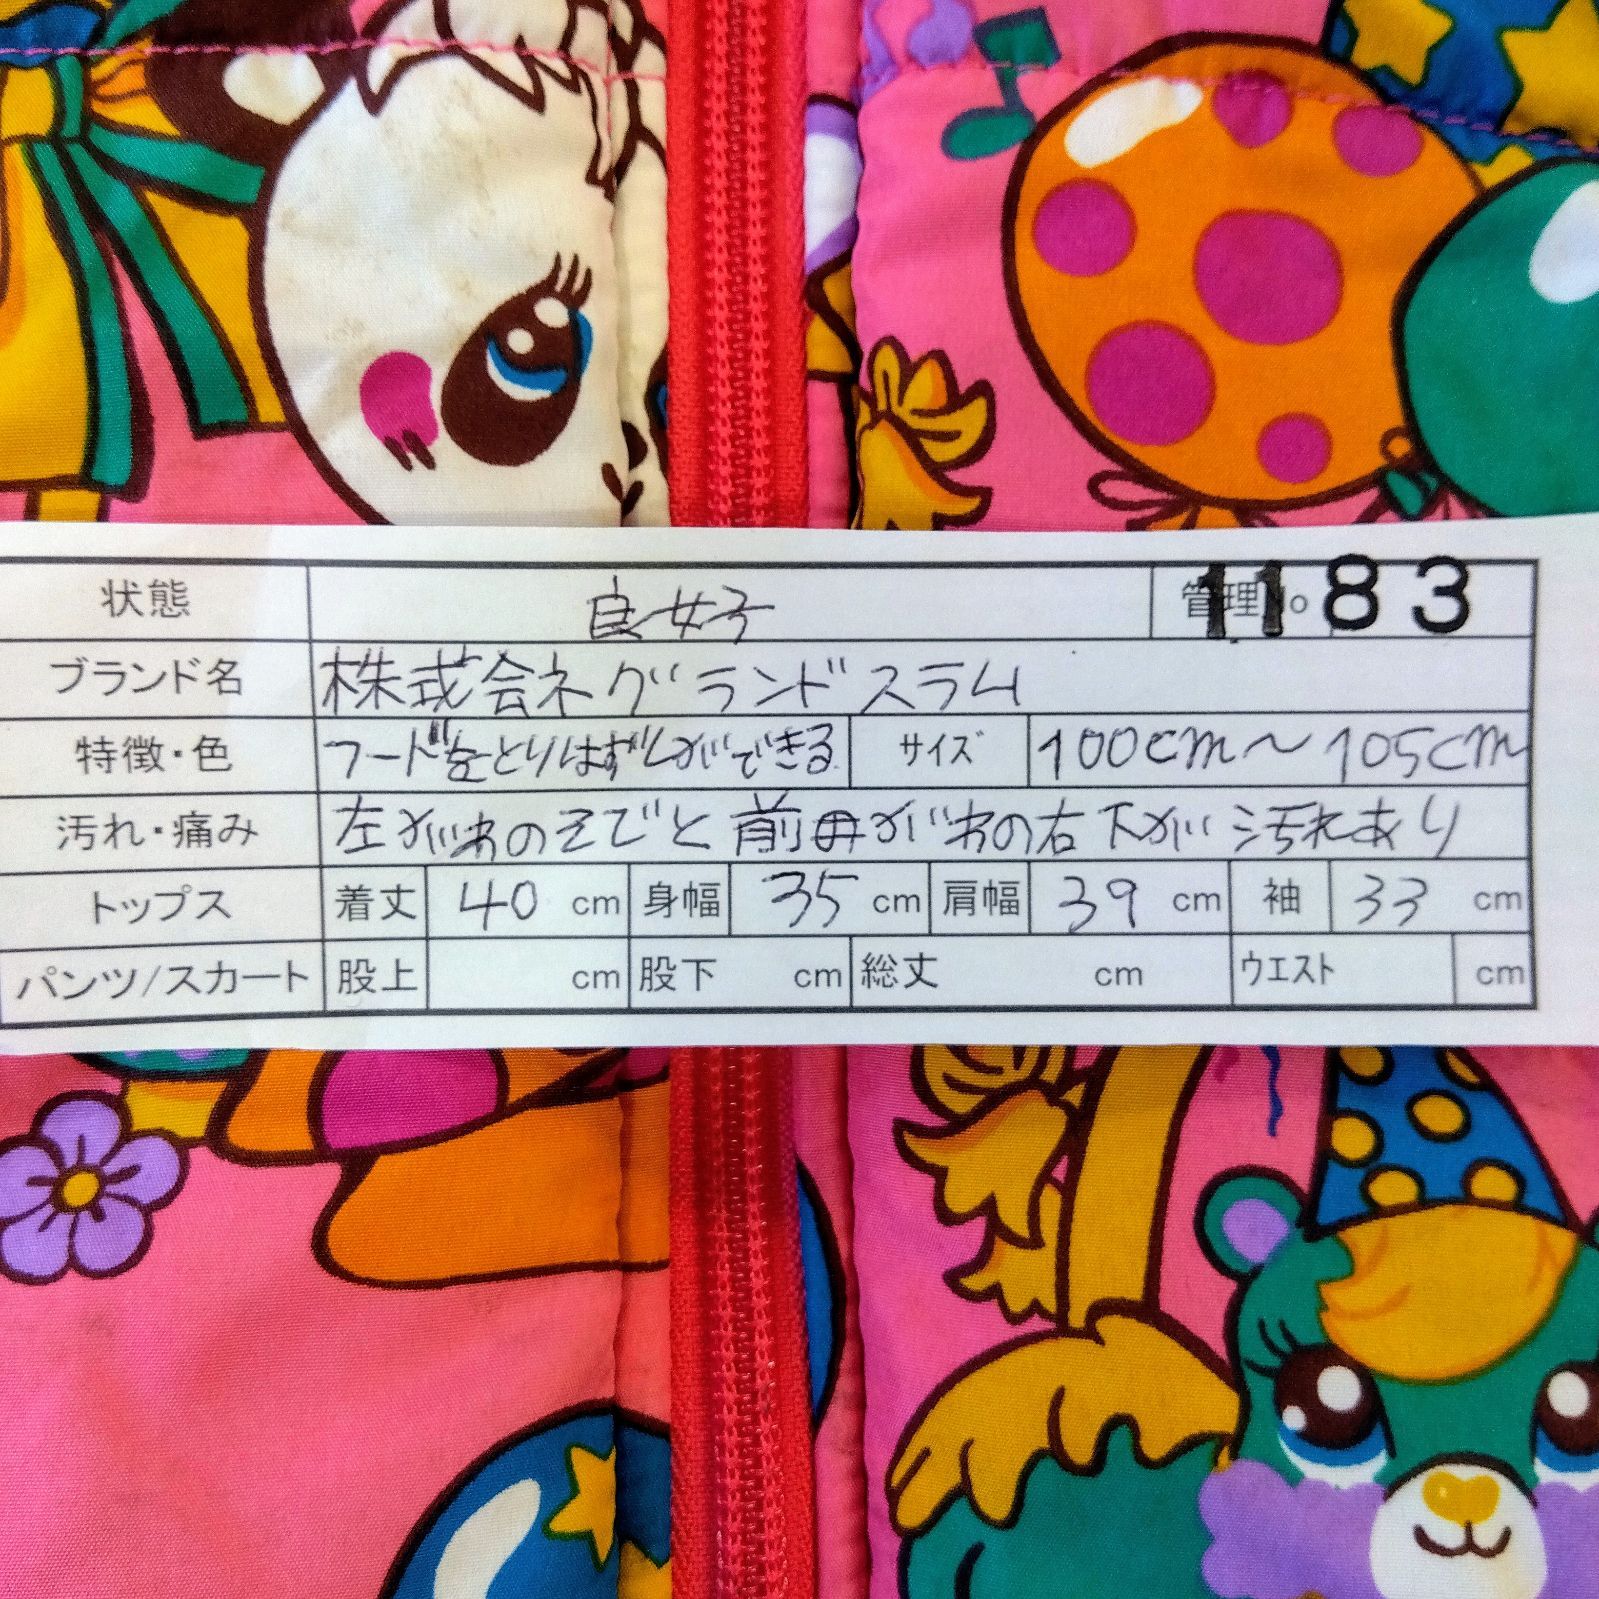 状態 良好 管理No 1183
ブランド名 株式会ネグランドスラム
特徴・色 フードをとりはずしができる サイズ 100cm〜105cm
汚れ・痛み 左がわのそでと前がわの右下が汚れあり
トップス 着丈 40 cm 身幅 35 cm 肩幅 39 cm 袖 33 cm
パンツ/スカート 股上 cm 股下 cm 総丈 cm ウエスト cm